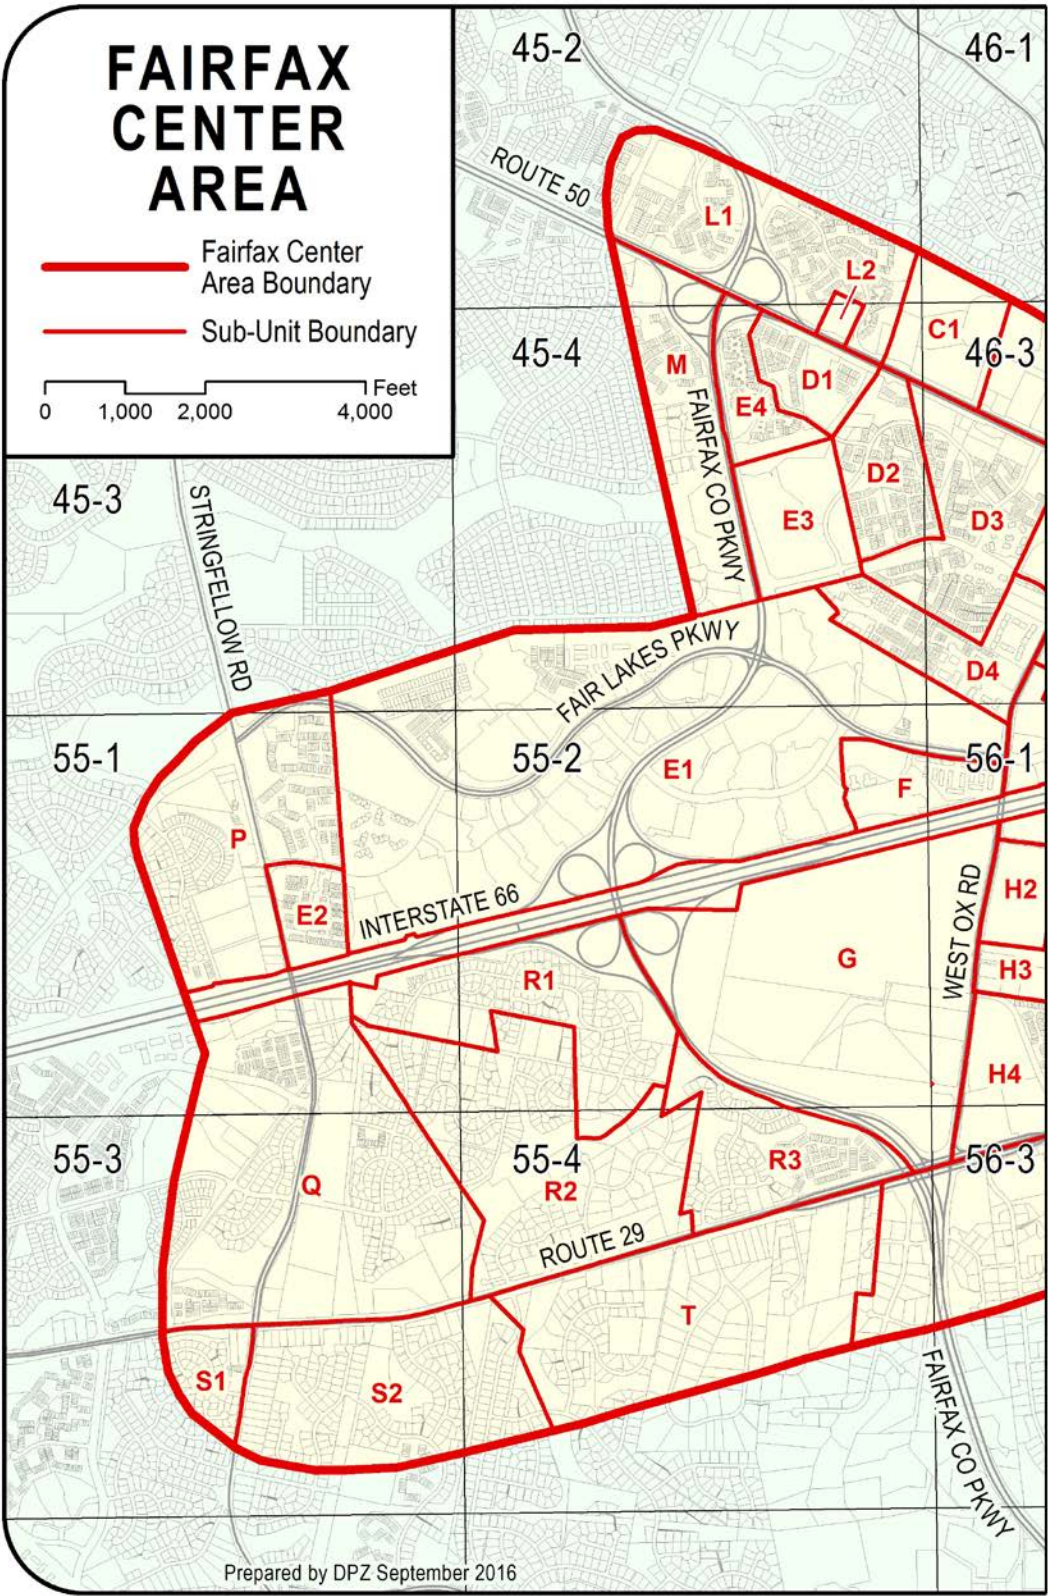 FAIRFAX
CENTER
AREA
Fairfax Center
Area Boundary
Sub-Unit Boundary
Feet
0 1,000 2,000 4,000
45-2
46-1
ROUTE 50
L1
L2
C1
45-4
46-3
M
D1
E4
FAIRFAX CO PKWY
D2
45-3
STRINGFELLOW RD
E3
D3
FAIR LAKES PKWY
D4
55-1
55-2
E1
56-1
F
P
H2
E2
INTERSTATE 66
WEST OX RD
G
H3
R1
H4
55-3
55-4
R3
56-3
Q
R2
ROUTE 29
T
S1
S2
FAIRFAX CO PKWY
Prepared by DPZ September 2016